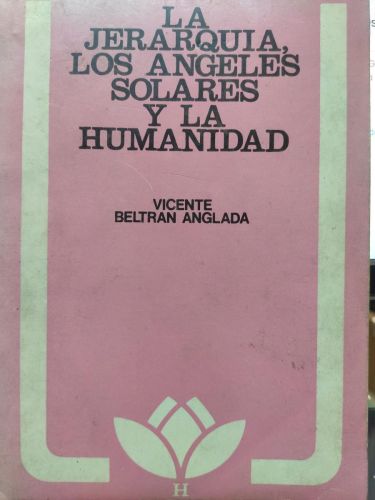 LA
JERARQUIA,
LOS ANGELES
SOLARES
Y LA
HUMANIDAD
VICENTE
BELTRAN ANGLADA
H